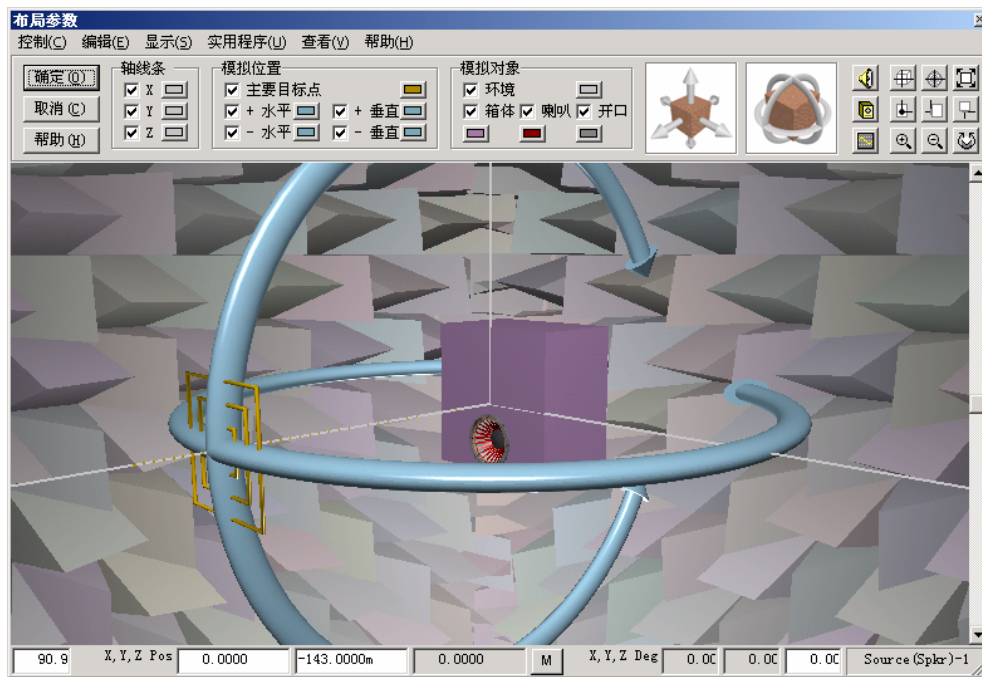 布局参数
控制(C) 编辑(E) 显示(S) 实用程序(U) 查看(V) 帮助(H)
确定(O)
取消(C)
帮助(H)
轴线条
X
Y
Z
模拟位置
主要目标点
+ 水平 + 垂直
- 水平 - 垂直
模拟对象
环境
箱体 喇叭 开口
90.9 X,Y,Z Pos 0.0000 -143.0000m 0.0000 M X,Y,Z Deg 0.00 0.00 0.00 Source(Spkr)-1